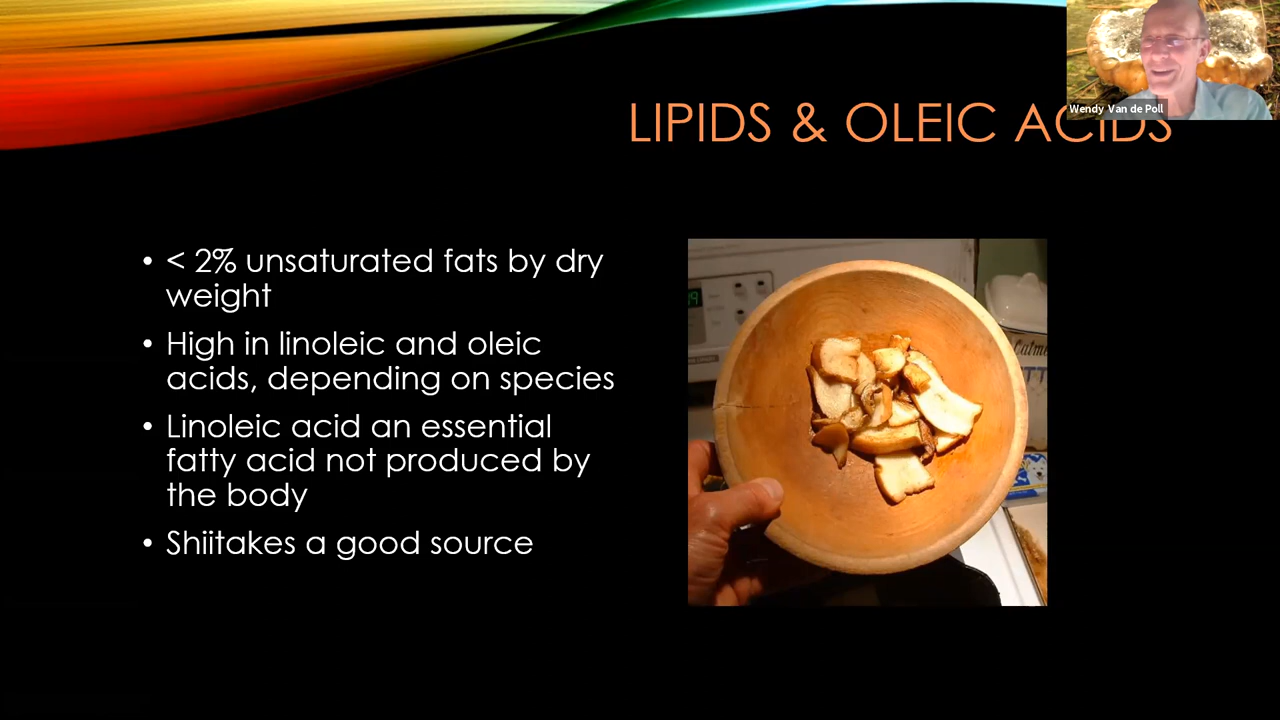 Wendy Van de Poll
LIPIDS & OLEIC ACIDS
• < 2% unsaturated fats by dry
weight
• High in linoleic and oleic
acids, depending on species
• Linoleic acid an essential
fatty acid not produced by
the body
• Shiitakes a good source